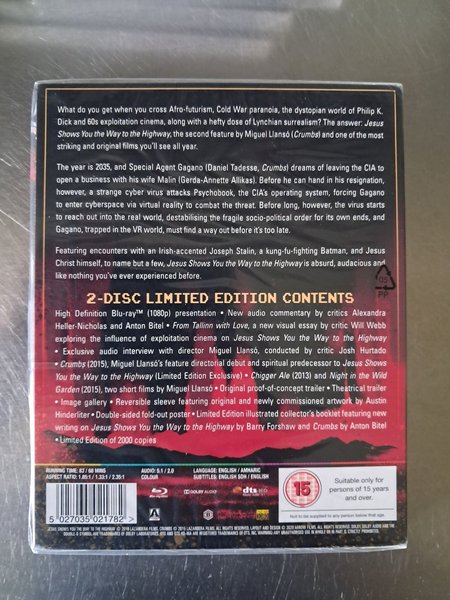 What do you get when you cross Afro-futurism, Cold War paranoia, the dystopian world of Philip K.
Dick and 60s exploitation cinema, along with a hefty dose of Lynchian surrealism? The answer: Jesus
Shows You the Way to the Highway, the second feature by Miguel Llansó (Crumbs) and one of the most
striking and original films you'll see all year.
The year is 2035, and Special Agent Gagano (Daniel Tadesse, Crumbs) dreams of leaving the CIA to
open a business with his wife Malin (Gerda-Annette Allikas). Before he can hand in his resignation,
however, a strange cyber virus attacks Psychobook, the CIA's operating system, forcing Gagano
to enter cyberspace via virtual reality to combat the threat. Before long, however, the virus starts
to reach out into the real world, destabilising the fragile socio-political order for its own ends, and
Gagano, trapped in the VR world, must find a way out before it's too late.
Featuring encounters with an Irish-accented Joseph Stalin, a kung-fu-fighting Batman, and Jesus
Christ himself, to name but a few, Jesus Shows You the Way to the Highway is absurd, audacious and
like nothing you've ever experienced before.
2-DISC LIMITED EDITION CONTENTS
High Definition Blu-ray™ (1080p) presentation • New audio commentary by critics Alexandra
Heller-Nicholas and Anton Bitel • From Tallinn with Love, a new visual essay by critic Will Webb
exploring the influence of exploitation cinema on Jesus Shows You the Way to the Highway
• Exclusive audio interview with director Miguel Llansó, conducted by critic Josh Hurtado
• Crumbs (2015), Miguel Llansó's feature directorial debut and spiritual predecessor to Jesus Shows
You the Way to the Highway (Limited Edition Exclusive) • Chigger Ale (2013) and Night in the Wild
Garden (2015), two short films by Miguel Llansó • Original proof-of-concept trailer • Theatrical trailer
• Image gallery • Reversible sleeve featuring original and newly commissioned artwork by Austin
Hinderliter • Double-sided fold-out poster • Limited Edition illustrated collector's booklet featuring new
writing on Jesus Shows You the Way to the Highway by Barry Forshaw and Crumbs by Anton Bitel
• Limited Edition of 2000 copies
05
PP
RUNNING TIME: 83 / 68 MINS
ASPECT RATIO: 1.85:1 / 1.33:1 / 2.35:1
AUDIO: 5.1 / 2.0
COLOUR
LANGUAGE: ENGLISH / AMHARIC
SUBTITLES: ENGLISH SDH / ENGLISH
15
Suitable only for
persons of 15 years
and over.
Not to be supplied to any person below that age.
Blu-ray Disc
DOLBY AUDIO
dts-HD
ARROW
5 027035 021782 >